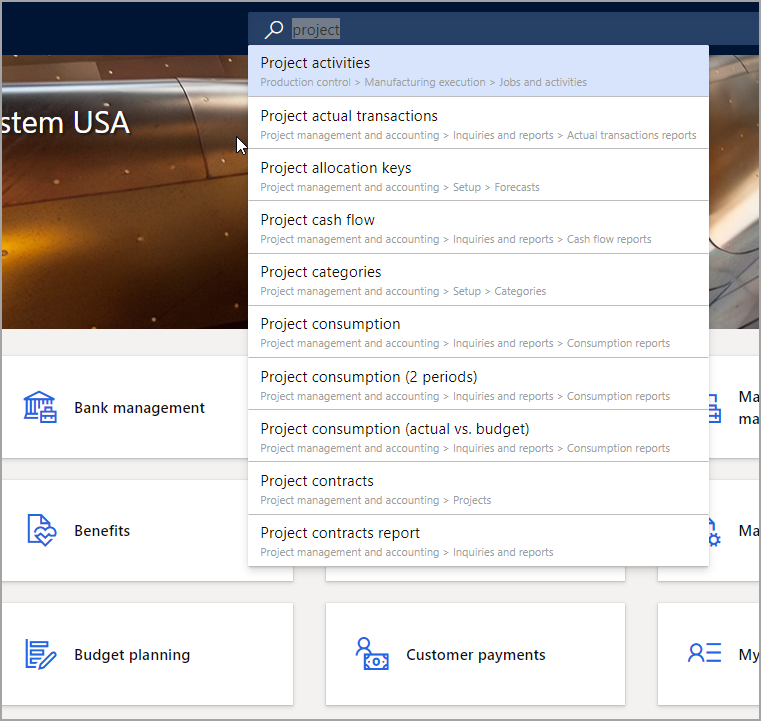 project
stem USA
Project activities
Production control > Manufacturing execution > Jobs and activities
Project actual transactions
Project management and accounting > Inquiries and reports > Actual transactions reports
Project allocation keys
Project management and accounting > Setup > Forecasts
Project cash flow
Project management and accounting > Inquiries and reports > Cash flow reports
Project categories
Project management and accounting > Setup > Categories
Project consumption
Project management and accounting > Inquiries and reports > Consumption reports
Project consumption (2 periods)
Project management and accounting > Inquiries and reports > Consumption reports
Project consumption (actual vs. budget)
Project management and accounting > Inquiries and reports > Consumption reports
Project contracts
Project management and accounting > Projects
Project contracts report
Project management and accounting > Inquiries and reports
Bank management
Ma
ma
Benefits
Ma
Budget planning
Customer payments
My